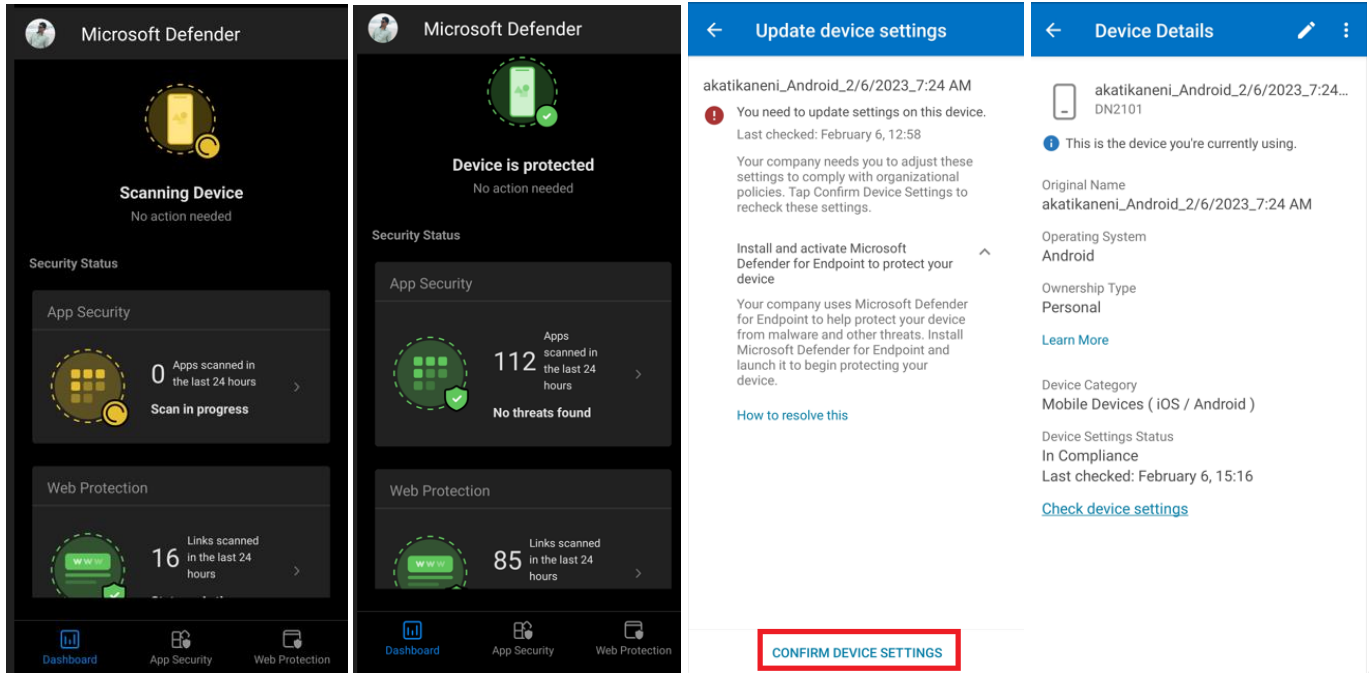 Microsoft Defender
Scanning Device
No action needed
Security Status
App Security
0 Apps scanned in
the last 24 hours
Scan in progress
Web Protection
www
16 Links scanned
in the last 24
hours
Dashboard
App Security
Web Protection
Microsoft Defender
Device is protected
No action needed
Security Status
App Security
112 Apps
scanned in
the last 24
hours
No threats found
Web Protection
www
85 Links scanned
in the last 24
hours
Dashboard
App Security
Web Protection
Update device settings
akatikaneni_Android_2/6/2023_7:24 AM
You need to update settings on this device.
Last checked: February 6, 12:58
Your company needs you to adjust these
settings to comply with organizational
policies. Tap Confirm Device Settings to
recheck these settings.
Install and activate Microsoft
Defender for Endpoint to protect your
device
Your company uses Microsoft Defender
for Endpoint to help protect your device
from malware and other threats. Install
Microsoft Defender for Endpoint and
launch it to begin protecting your
device.
How to resolve this
CONFIRM DEVICE SETTINGS
Device Details
akatikaneni_Android_2/6/2023_7:24...
DN2101
This is the device you're currently using.
Original Name
akatikaneni_Android_2/6/2023_7:24 AM
Operating System
Android
Ownership Type
Personal
Learn More
Device Category
Mobile Devices ( iOS / Android )
Device Settings Status
In Compliance
Last checked: February 6, 15:16
Check device settings